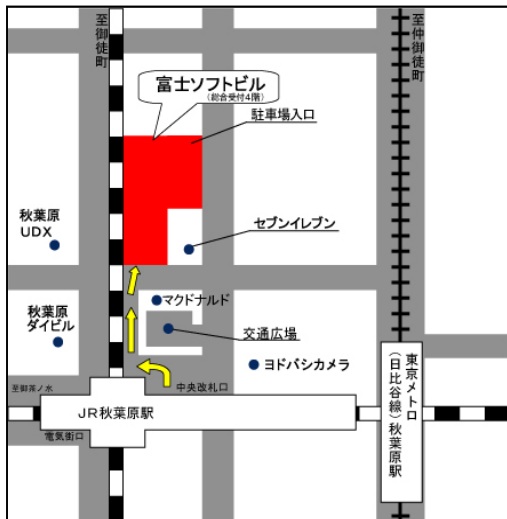 至御徒町
至仲御徒町
富士ソフトビル
(総合受付4階)
駐車場入口
秋葉原
UDX
セブンイレブン
マクドナルド
秋葉原
ダイビル
交通広場
ヨドバシカメラ
至御茶ノ水
中央改札口
JR秋葉原駅
電気街口
東京メトロ
(日比谷線)秋葉原駅